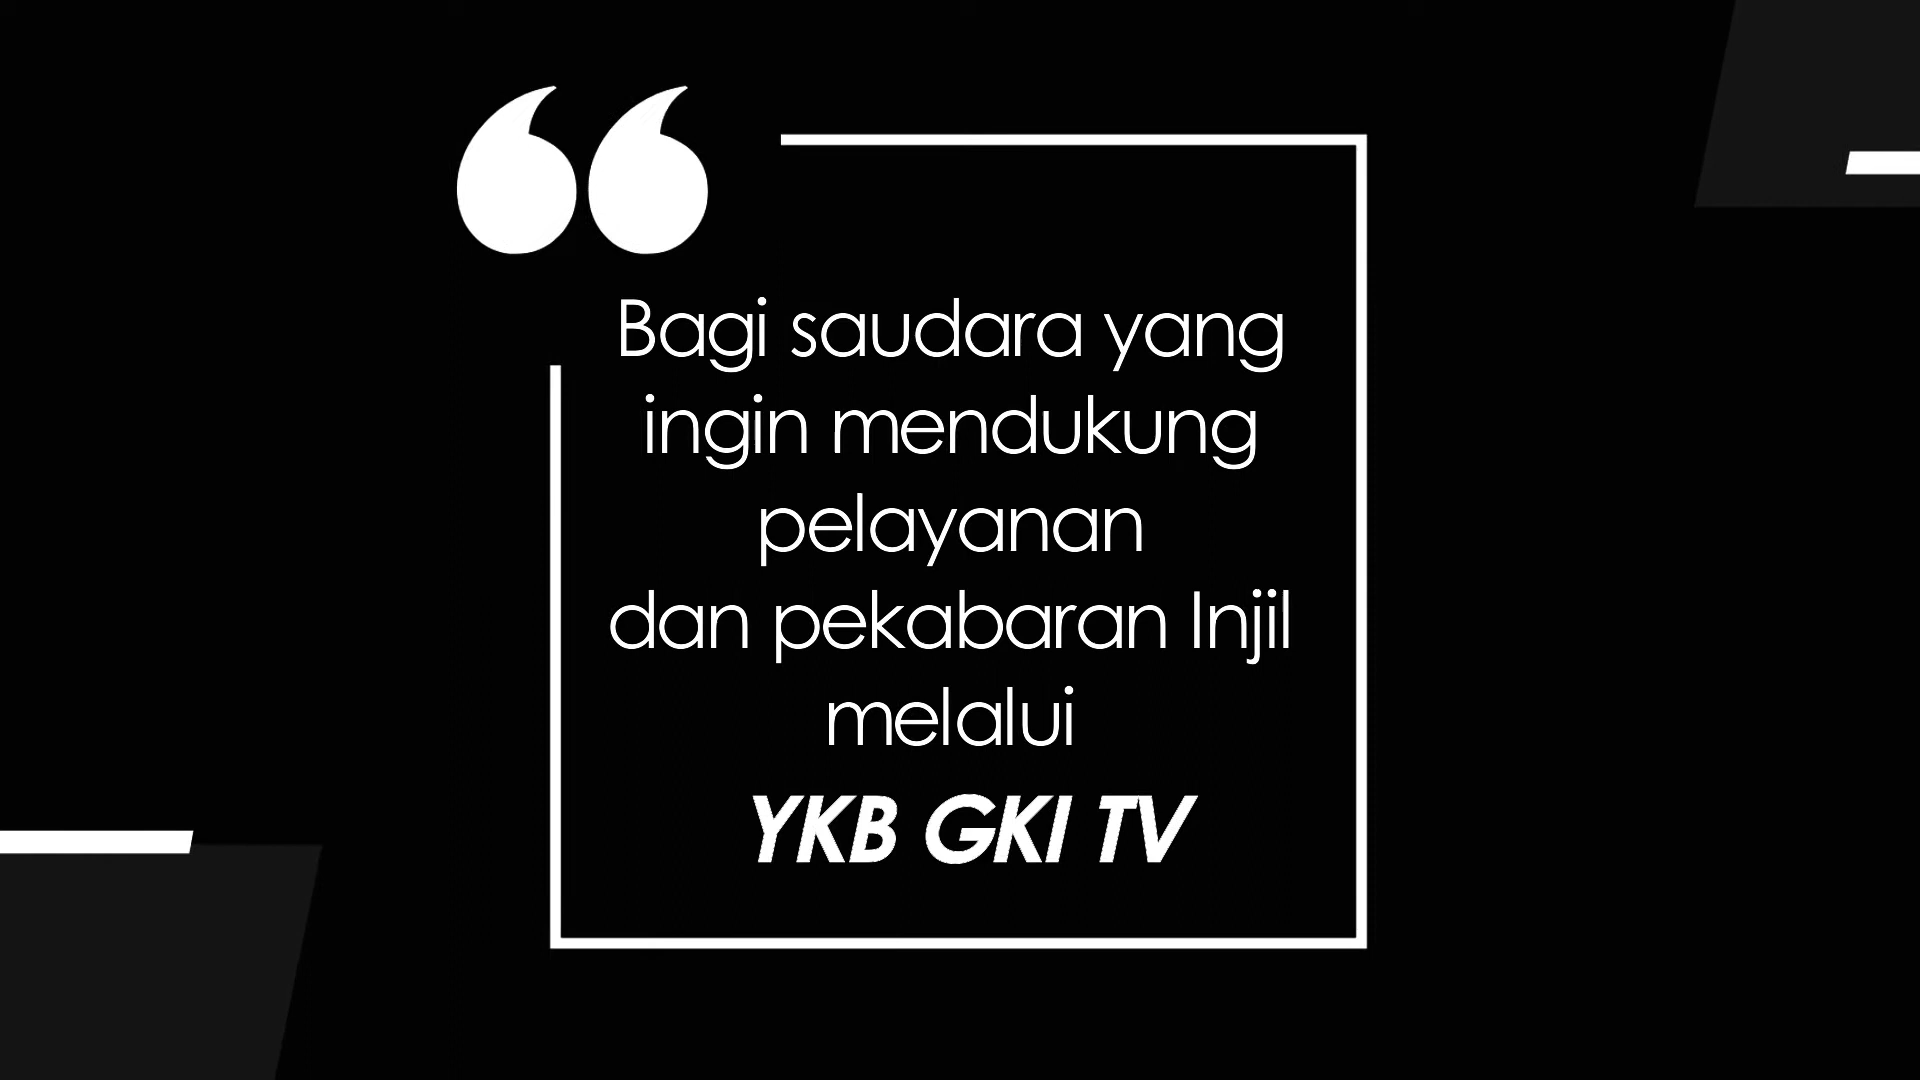 Bagi saudara yang
ingin mendukung
pelayanan
dan pekabaran Injil
melalui
YKB GKI TV